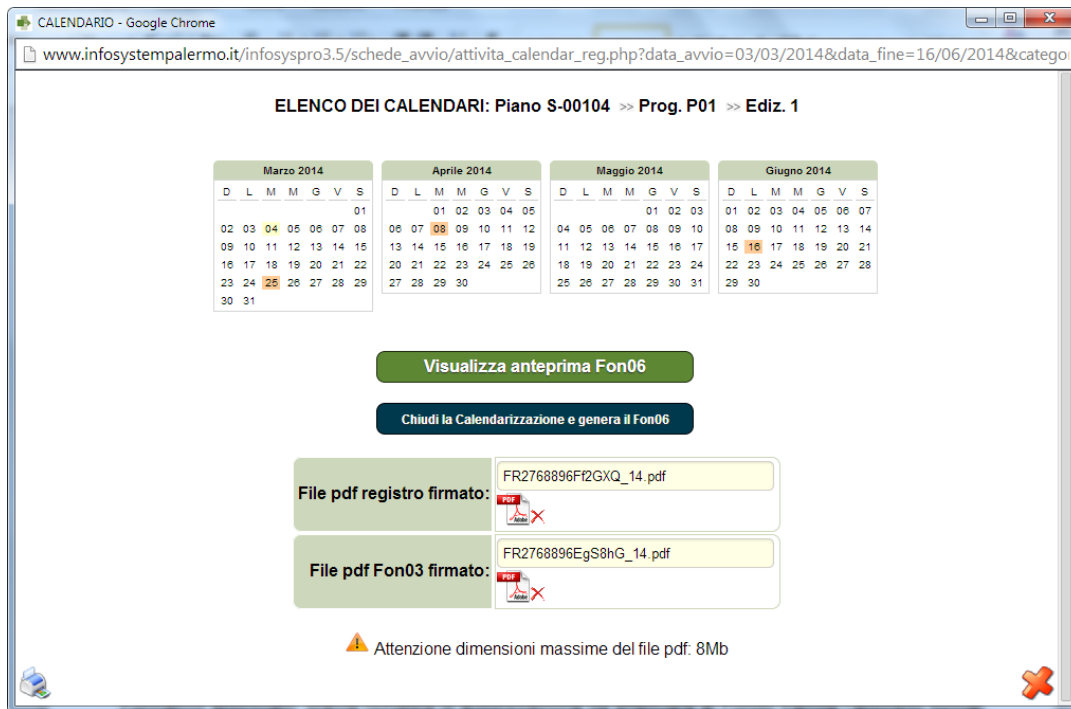 CALENDARIO - Google Chrome
www.infosystempalermo.it/infosyspro3.5/schede_avvio/attivita_calendar_reg.php?data_avvio=03/03/2014&data_fine=16/06/2014&catego
ELENCO DEI CALENDARI: Piano S-00104 >> Prog. P01 >> Ediz. 1
Marzo 2014
D L M M G V S
01
02 03 04 05 06 07 08
09 10 11 12 13 14 15
16 17 18 19 20 21 22
23 24 25 26 27 28 29
30 31
Aprile 2014
D L M M G V S
01 02 03 04 05
06 07 08 09 10 11 12
13 14 15 16 17 18 19
20 21 22 23 24 25 26
27 28 29 30
Maggio 2014
D L M M G V S
01 02 03
04 05 06 07 08 09 10
11 12 13 14 15 16 17
18 19 20 21 22 23 24
25 26 27 28 29 30 31
Giugno 2014
D L M M G V S
01 02 03 04 05 06 07
08 09 10 11 12 13 14
15 16 17 18 19 20 21
22 23 24 25 26 27 28
29 30
Visualizza anteprima Fon06
Chiudi la Calendarizzazione e genera il Fon06
File pdf registro firmato:
FR2768896Ff2GXQ_14.pdf
PDF
Adobe
File pdf Fon03 firmato:
FR2768896EgS8hG_14.pdf
PDF
Adobe
Attenzione dimensioni massime del file pdf: 8Mb